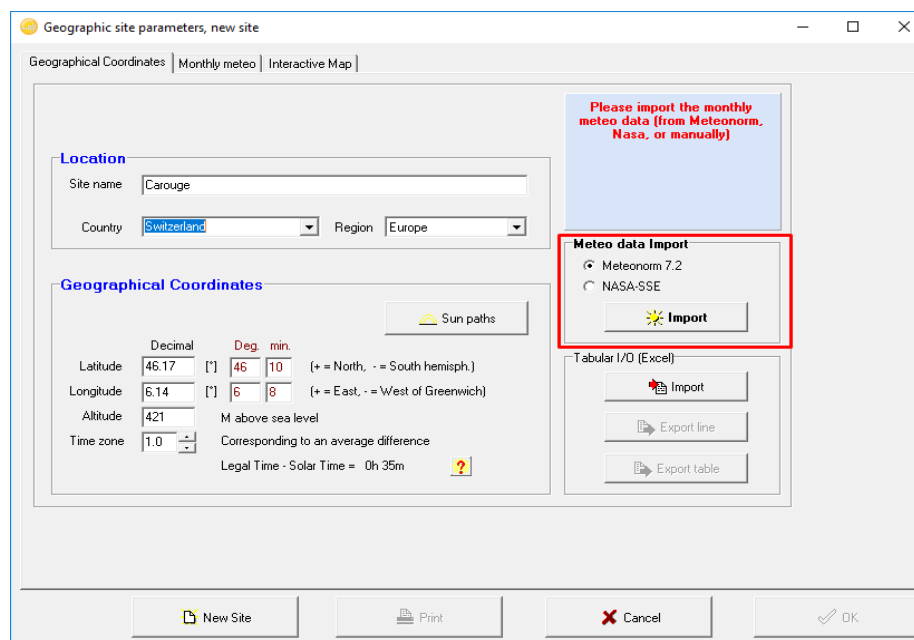 Geographic site parameters, new site
Geographical Coordinates Monthly meteo Interactive Map
Please import the monthly
meteo data (from Meteonorm,
Nasa, or manually)
Location
Site name Carouge
Country Switzerland Region Europe
Meteo data Import
Meteonorm 7.2
NASA-SSE
Import
Geographical Coordinates
Sun paths
Decimal Deg. min.
Latitude 46.17 [°] 46 10 (+ = North, - = South hemisph.)
Longitude 6.14 [°] 6 8 (+ = East, - = West of Greenwich)
Altitude 421 M above sea level
Time zone 1.0 Corresponding to an average difference
Legal Time - Solar Time = 0h 35m ?
Tabular I/O (Excel)
Import
Export line
Export table
New Site Print Cancel OK